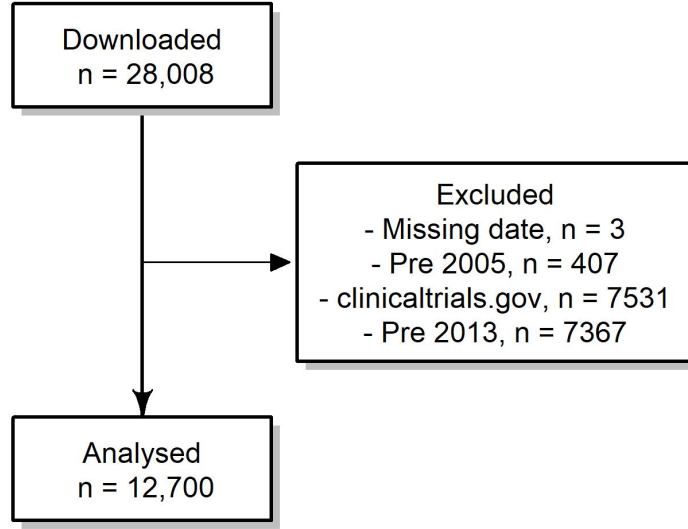 Downloaded
n = 28,008
Excluded
- Missing date, n = 3
- Pre 2005, n = 407
- clinicaltrials.gov, n = 7531
- Pre 2013, n = 7367
Analysed
n = 12,700